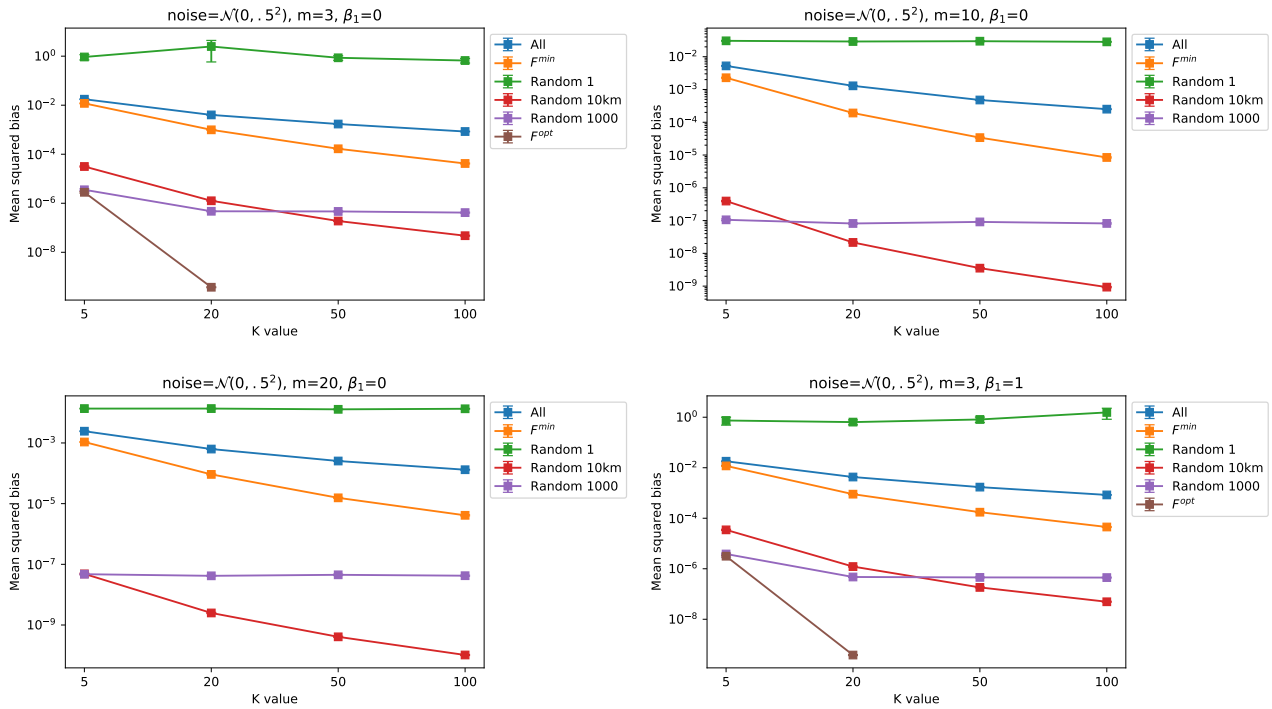 noise=𝒩(0, .5²), m=3, β₁=0
Mean squared bias
10⁰
10⁻²
10⁻⁴
10⁻⁶
10⁻⁸
5 20 50 100
K value
All
Fᵐⁱⁿ
Random 1
Random 10km
Random 1000
Fᵒᵖᵗ
noise=𝒩(0, .5²), m=10, β₁=0
Mean squared bias
10⁻²
10⁻³
10⁻⁴
10⁻⁵
10⁻⁶
10⁻⁷
10⁻⁸
10⁻⁹
5 20 50 100
K value
All
Fᵐⁱⁿ
Random 1
Random 10km
Random 1000
noise=𝒩(0, .5²), m=20, β₁=0
Mean squared bias
10⁻³
10⁻⁵
10⁻⁷
10⁻⁹
5 20 50 100
K value
All
Fᵐⁱⁿ
Random 1
Random 10km
Random 1000
noise=𝒩(0, .5²), m=3, β₁=1
Mean squared bias
10⁰
10⁻²
10⁻⁴
10⁻⁶
10⁻⁸
5 20 50 100
K value
All
Fᵐⁱⁿ
Random 1
Random 10km
Random 1000
Fᵒᵖᵗ